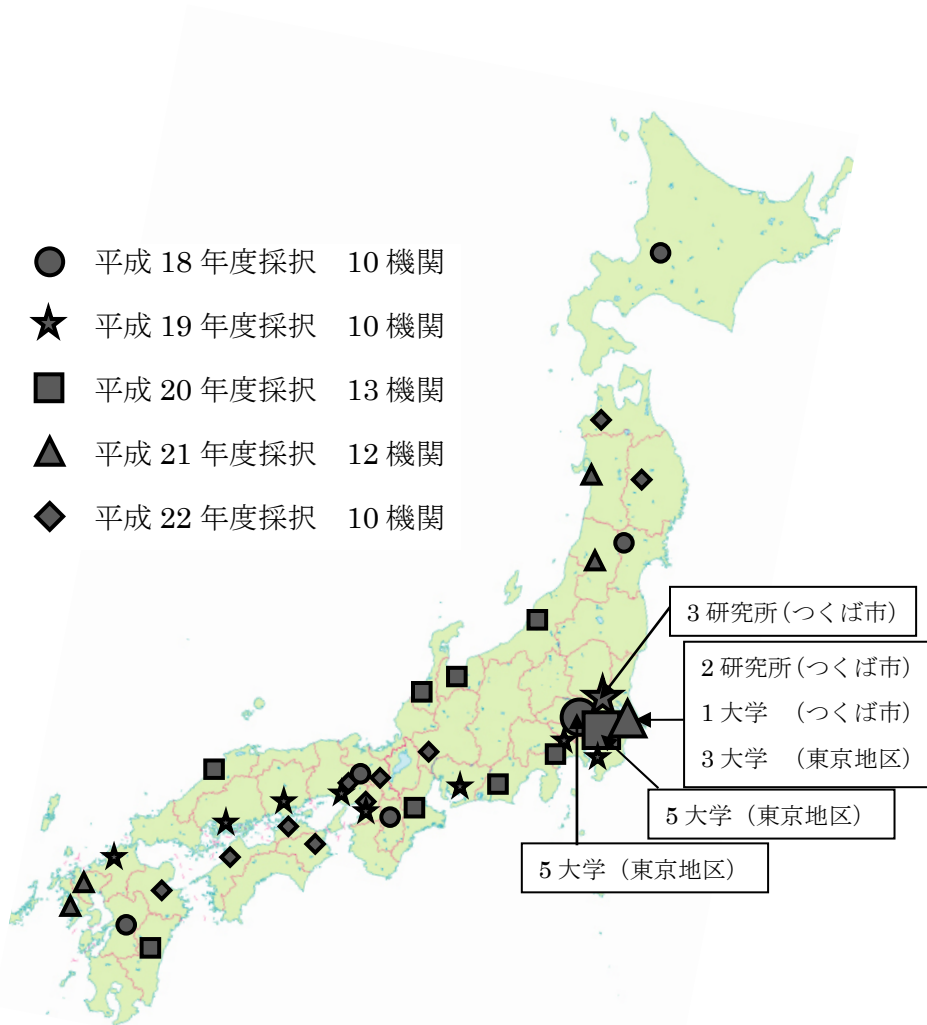 平成 18 年度採択 10 機関
平成 19 年度採択 10 機関
平成 20 年度採択 13 機関
平成 21 年度採択 12 機関
平成 22 年度採択 10 機関
3 研究所(つくば市)
2 研究所(つくば市)
1 大学 (つくば市)
3 大学 (東京地区)
5 大学 (東京地区)
5 大学 (東京地区)